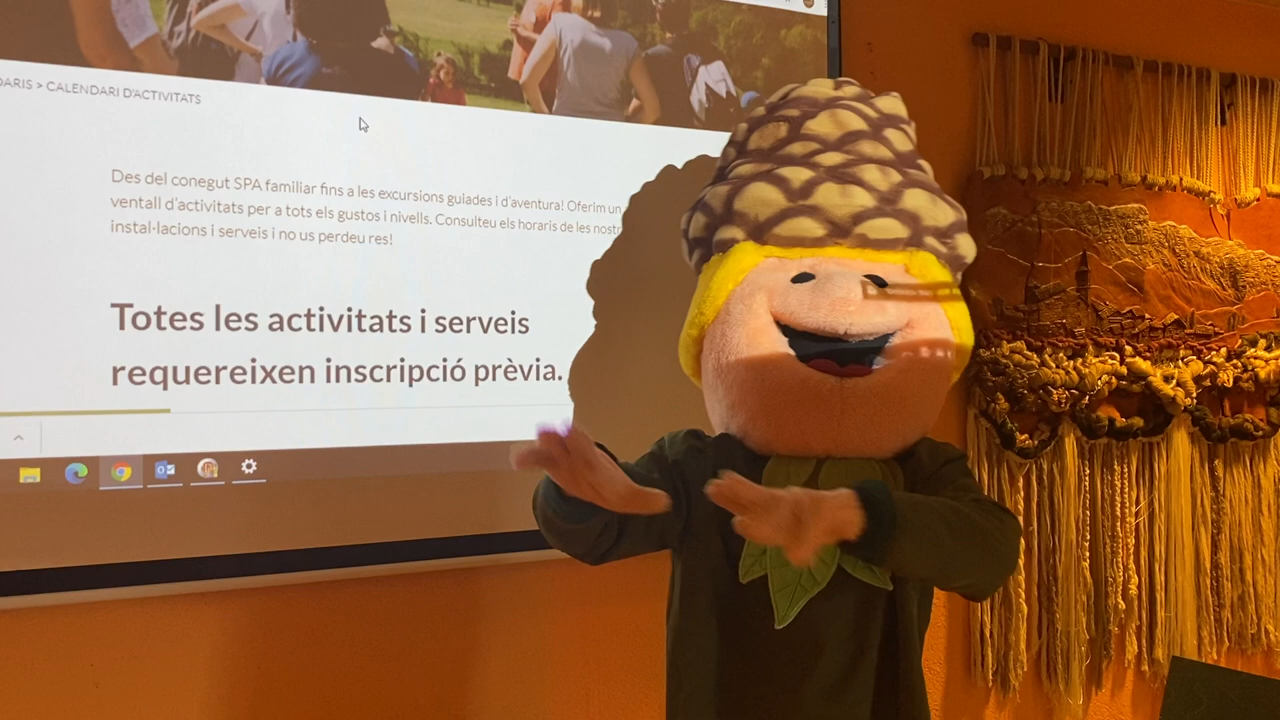 DARIS > CALENDARI D'ACTIVITATS
Des del conegut SPA familiar fins a les excursions guiades i d'aventura! Oferim un
ventall d'activitats per a tots els gustos i nivells. Consulteu els horaris de les nostr
instal·lacions i serveis i no us perdeu res!
Totes les activitats i serveis
requereixen inscripció prèvia.